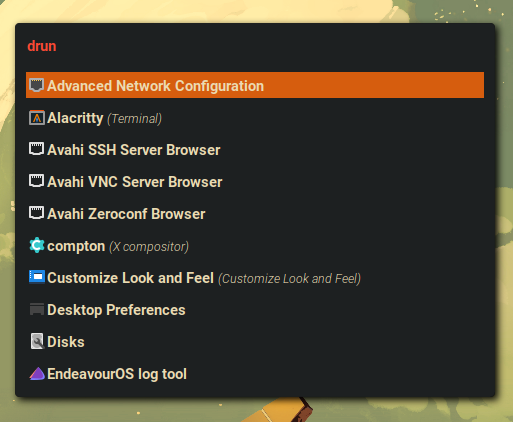 drun
Advanced Network Configuration
Alacritty (Terminal)
Avahi SSH Server Browser
Avahi VNC Server Browser
Avahi Zeroconf Browser
compton (X compositor)
Customize Look and Feel (Customize Look and Feel)
Desktop Preferences
Disks
EndeavourOS log tool